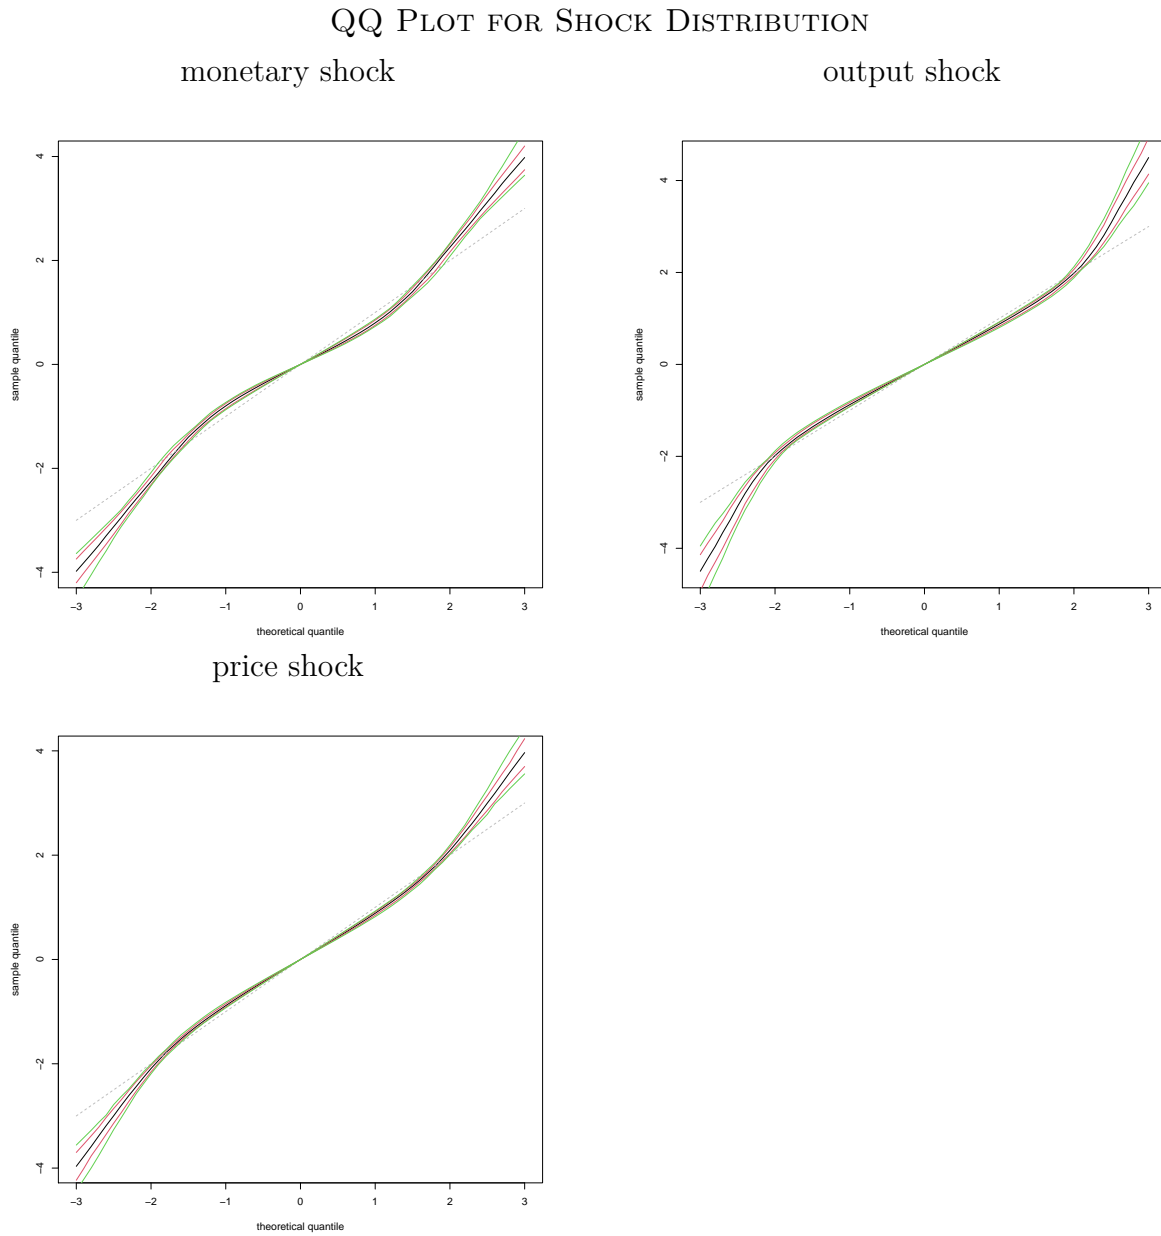 QQ Plot for Shock Distribution
monetary shock
output shock
4
2
0
−2
−4
sample quantile
−3 −2 −1 0 1 2 3
theoretical quantile
4
2
0
−2
−4
sample quantile
−3 −2 −1 0 1 2 3
theoretical quantile
price shock
4
2
0
−2
−4
sample quantile
−3 −2 −1 0 1 2 3
theoretical quantile